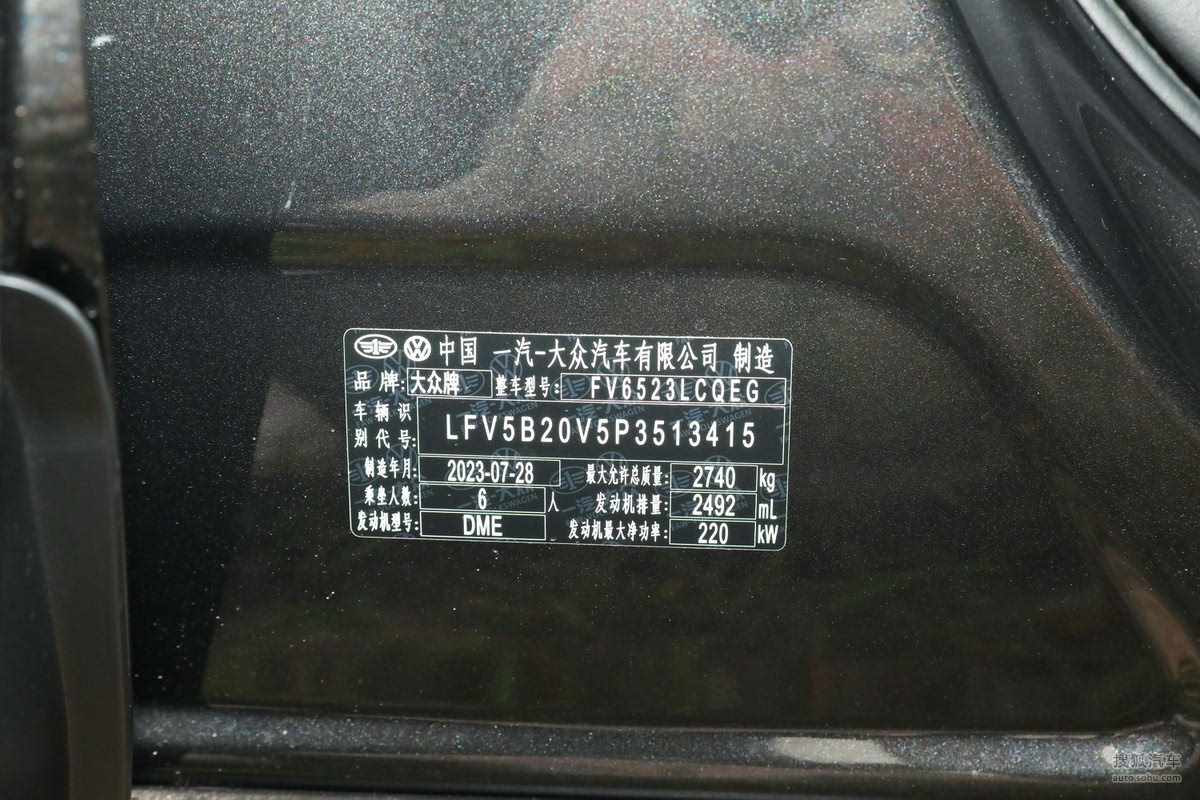 中国 一汽-大众汽车有限公司 制造
品牌: 大众牌 整车型号: FV6523LCQEG
车辆识别代号: LFV5B20V5P3513415
制造年月: 2023-07-28 最大允许总质量: 2740 kg
乘坐人数: 6 人 发动机排量: 2492 mL
发动机型号: DME 发动机最大净功率: 220 kW
搜狐汽车
auto.sohu.com